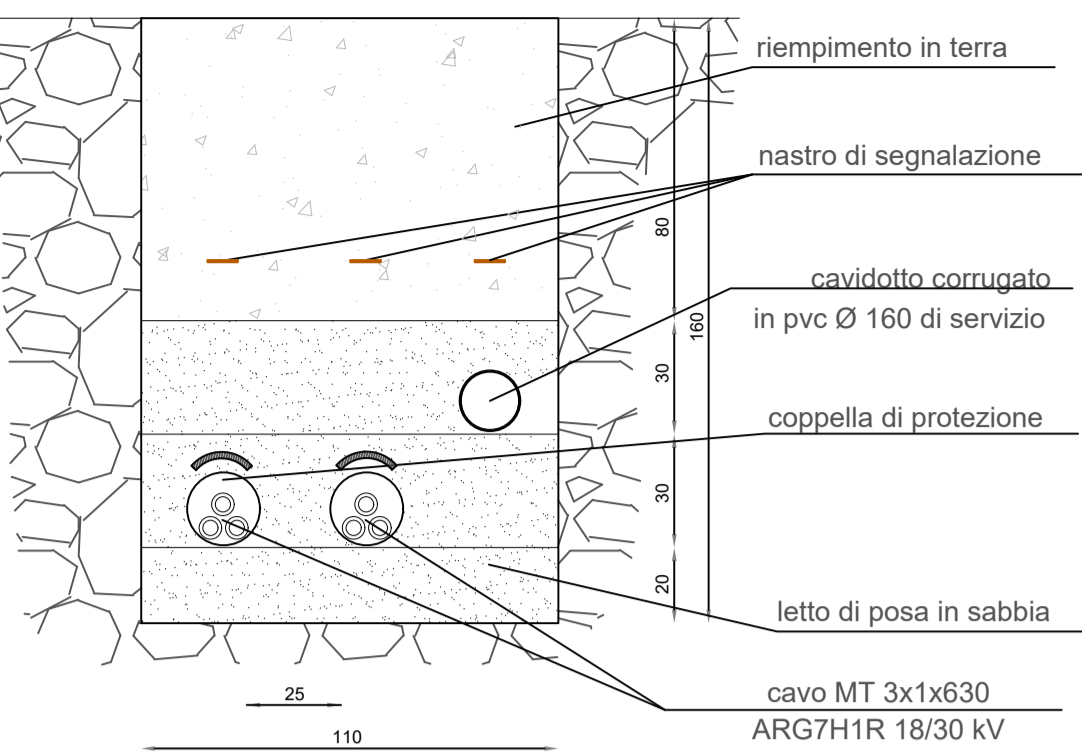 riempimento in terra
nastro di segnalazione
80
cavidotto corrugato
in pvc Ø 160 di servizio
160
30
coppella di protezione
30
20
letto di posa in sabbia
25
cavo MT 3x1x630
ARG7H1R 18/30 kV
110